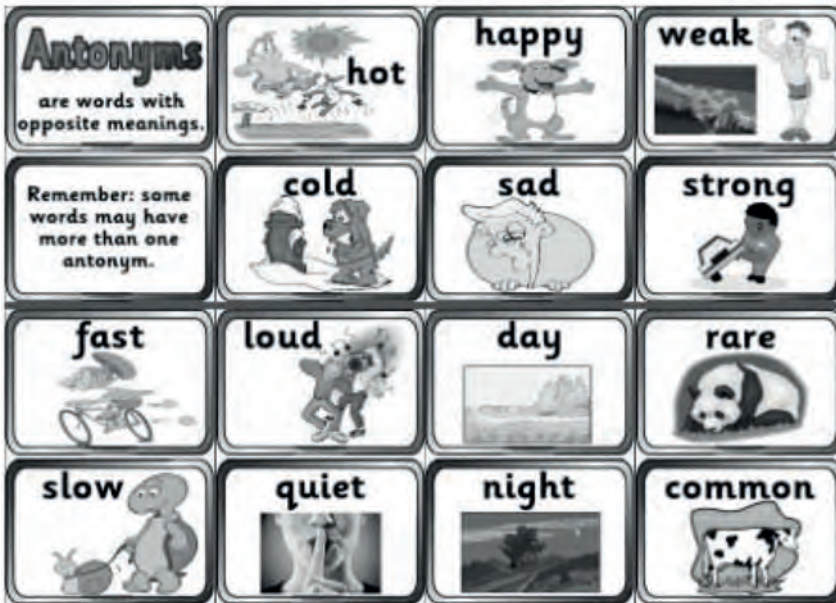 Antonyms
are words with
opposite meanings.
hot
happy
weak
Remember: some
words may have
more than one
antonym.
cold
sad
strong
fast
loud
day
rare
slow
quiet
night
common